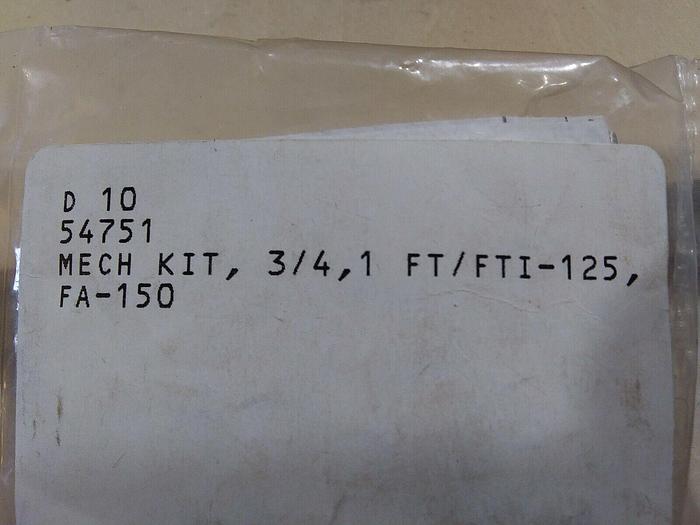 D 10
54751
MECH KIT, 3/4,1 FT/FTI-125,
FA-150